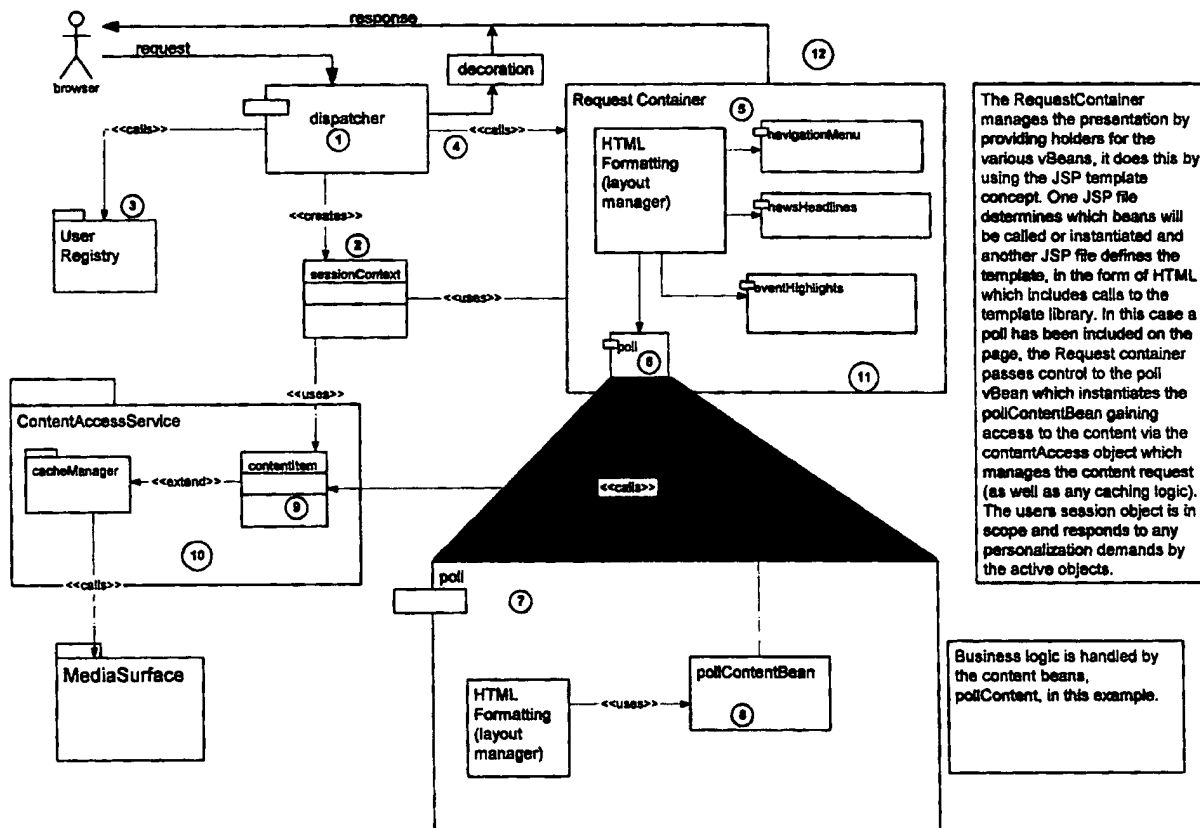 response
request
browser
decoration
12
dispatcher
1
<<calls>>
4
<<calls>>
Request Container
5
HTML
Formatting
(layout
manager)
navigationMenu
newsHeadlines
eventHighlights
poll
6
11
3
User
Registry
<<creates>>
2
sessionContext
<<uses>>
<<uses>>
ContentAccessService
cacheManager
<<extend>>
contentItem
9
10
<<calls>>
<<calls>>
MediaSurface
poll
7
HTML
Formatting
(layout
manager)
<<uses>>
pollContentBean
8
The RequestContainer
manages the presentation by
providing holders for the
various vBeans, it does this by
using the JSP template
concept. One JSP file
determines which beans will
be called or instantiated and
another JSP file defines the
template, in the form of HTML
which includes calls to the
template library. In this case a
poll has been included on the
page, the Request container
passes control to the poll
vBean which instantiates the
pollContentBean gaining
access to the content via the
contentAccess object which
manages the content request
(as well as any caching logic).
The users session object is in
scope and responds to any
personalization demands by
the active objects.
Business logic is handled by
the content beans,
pollContent, in this example.